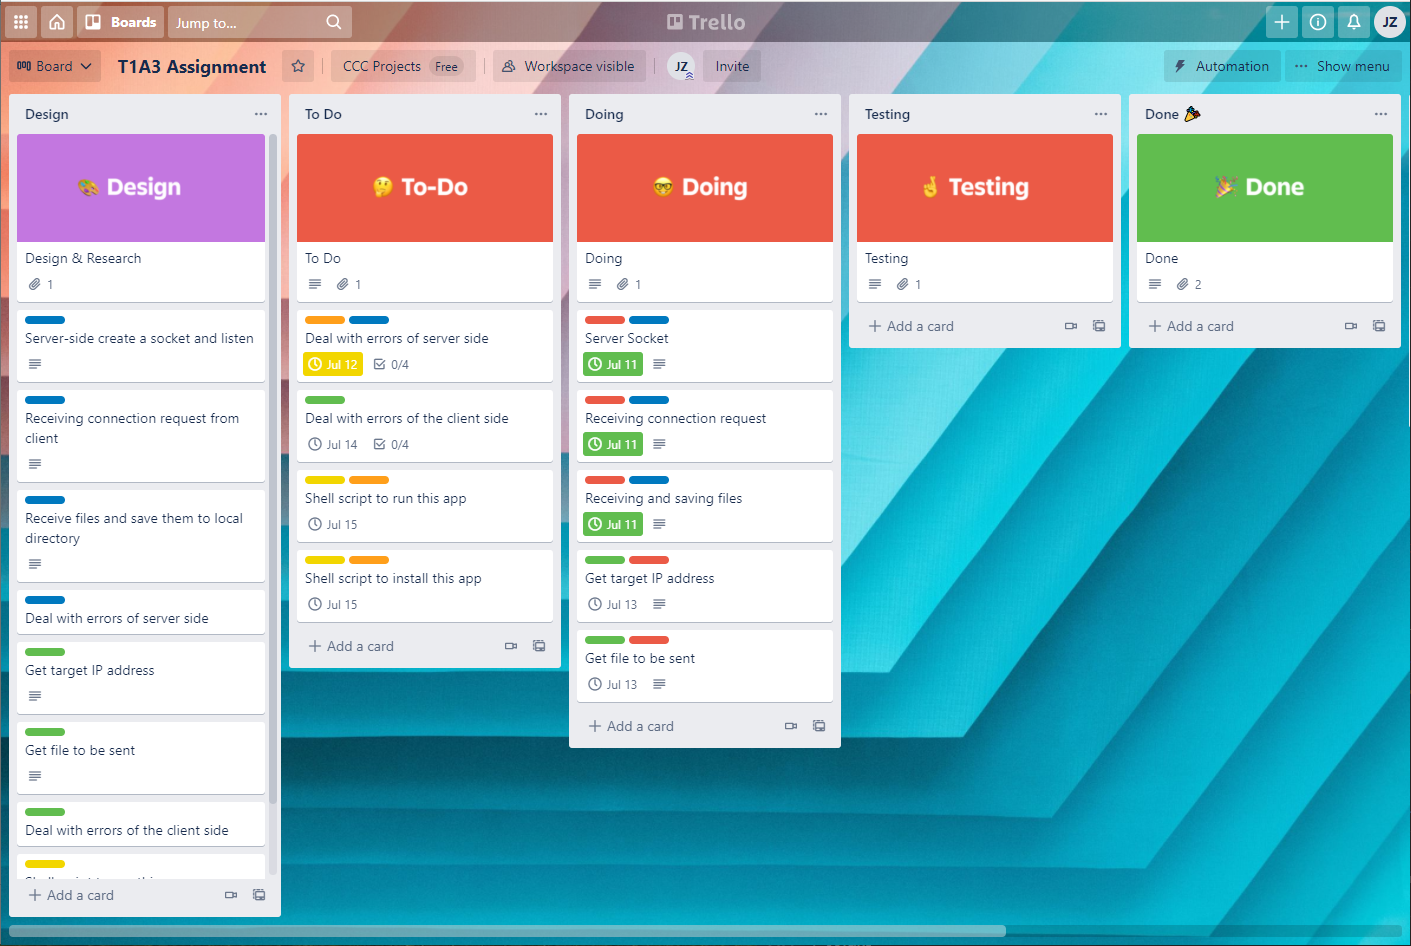 Boards
Jump to...
Trello
JZ
Board
T1A3 Assignment
CCC Projects
Free
Workspace visible
JZ
Invite
Automation
Show menu
Design
Design
Design & Research
1
Server-side create a socket and listen
Receiving connection request from
client
Receive files and save them to local
directory
Deal with errors of server side
Get target IP address
Get file to be sent
Deal with errors of the client side
Add a card
To Do
To-Do
To Do
1
Deal with errors of server side
Jul 12
0/4
Deal with errors of the client side
Jul 14
0/4
Shell script to run this app
Jul 15
Shell script to install this app
Jul 15
Add a card
Doing
Doing
Doing
1
Server Socket
Jul 11
Receiving connection request
Jul 11
Receiving and saving files
Jul 11
Get target IP address
Jul 13
Get file to be sent
Jul 13
Add a card
Testing
Testing
Testing
1
Add a card
Done
Done
Done
2
Add a card